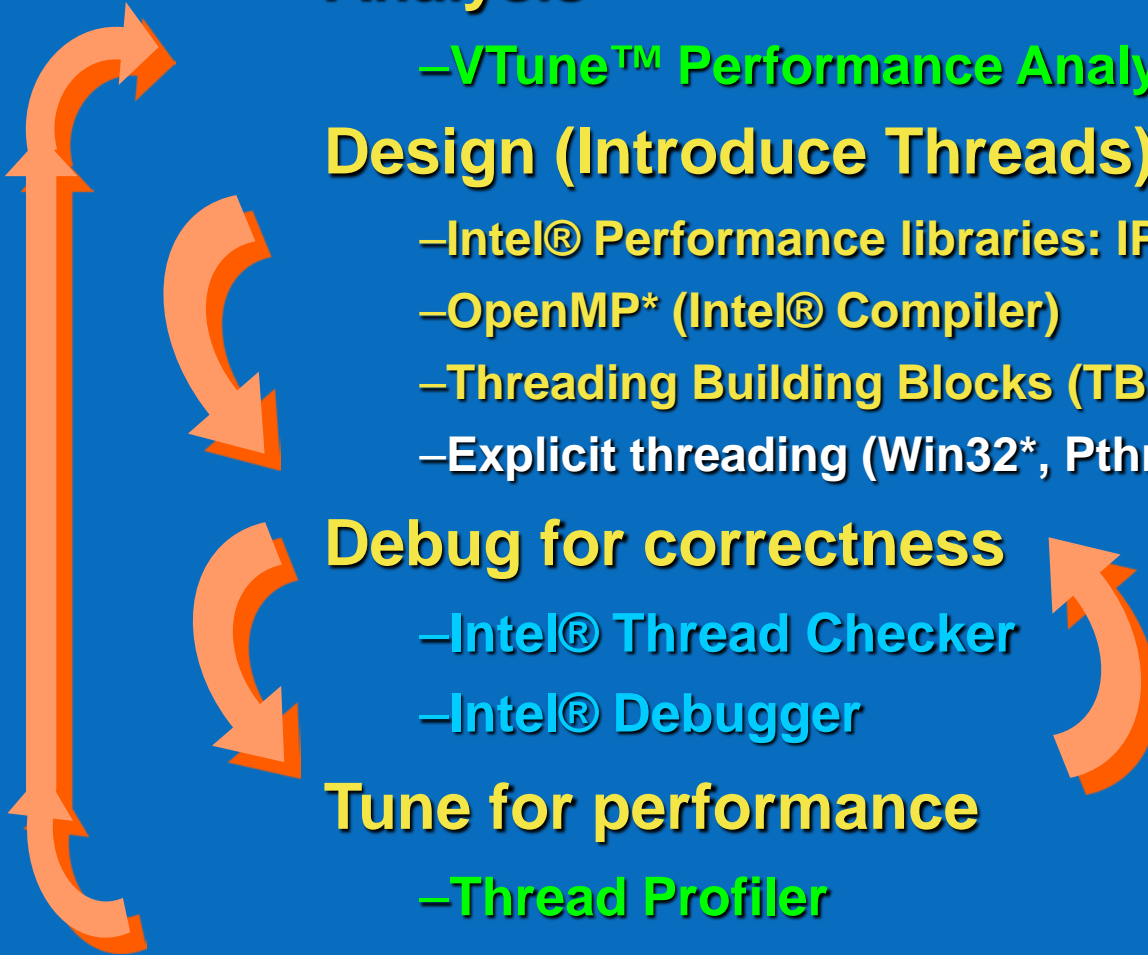 Analysis
–VTune™ Performance Analy
Design (Introduce Threads)
–Intel® Performance libraries: IP
–OpenMP* (Intel® Compiler)
–Threading Building Blocks (TB
–Explicit threading (Win32*, Pthr
Debug for correctness
–Intel® Thread Checker
–Intel® Debugger
Tune for performance
–Thread Profiler